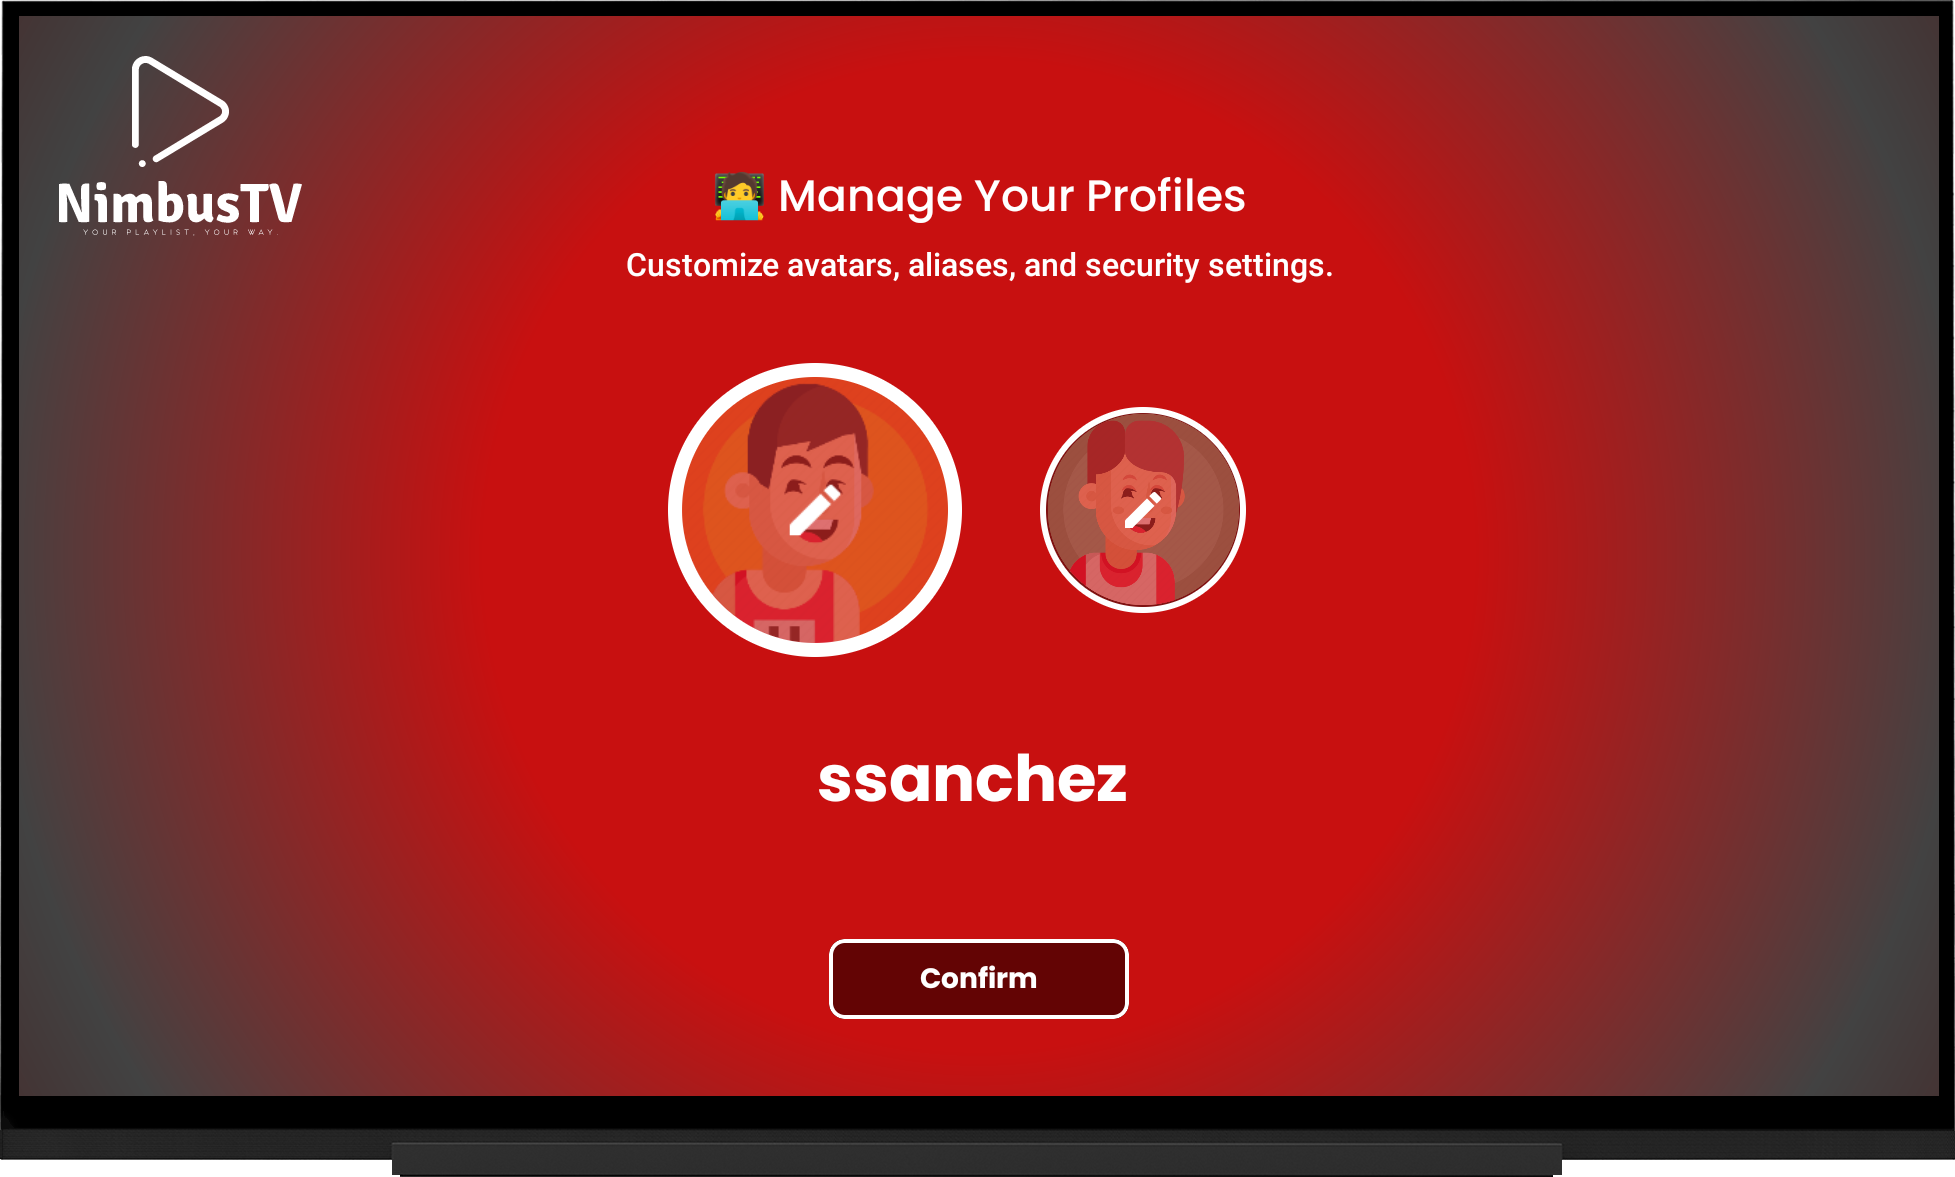 NimbusTV
YOUR PLAYLIST, YOUR WAY.
Manage Your Profiles
Customize avatars, aliases, and security settings.
ssanchez
Confirm